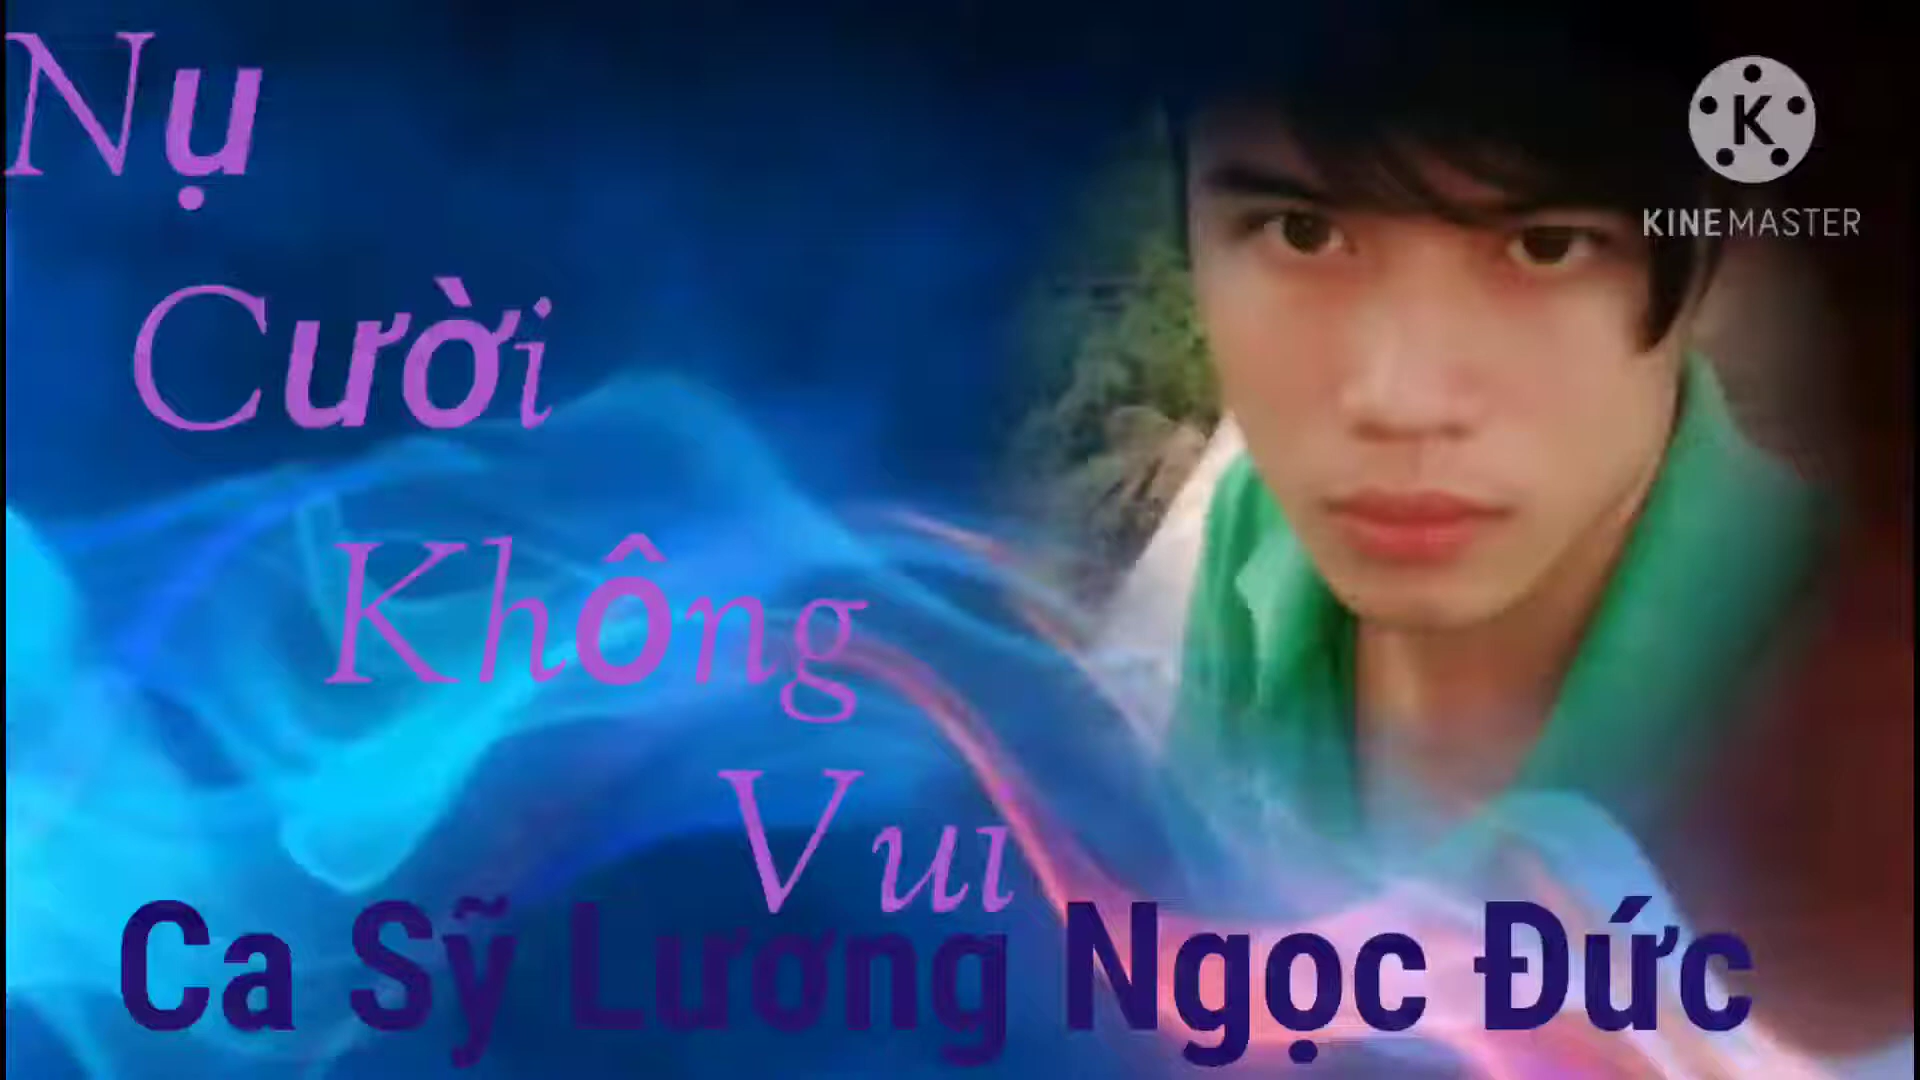 Nụ
Cười
Không
Vui
Ca Sỹ Lương Ngọc Đức
K
KINEMASTER